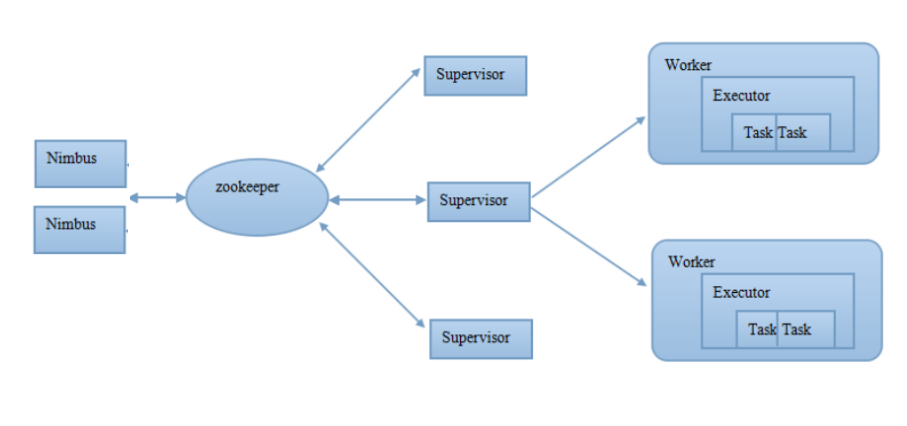 Nimbus
Nimbus
zookeeper
Supervisor
Supervisor
Supervisor
Worker
Executor
Task Task
Worker
Executor
Task Task